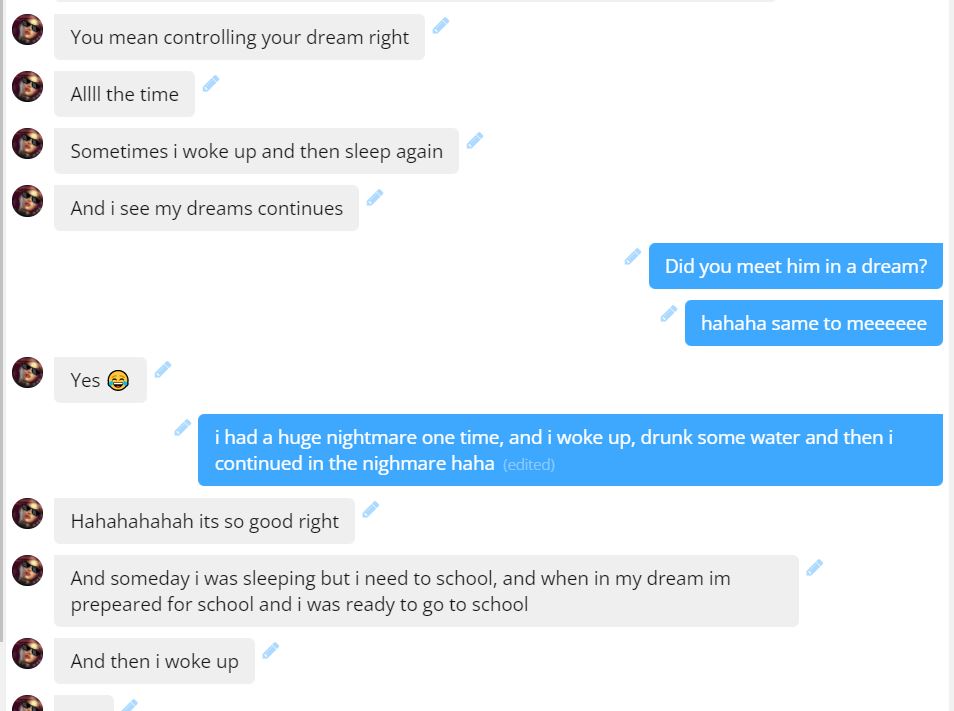 You mean controlling your dream right
Allll the time
Sometimes i woke up and then sleep again
And i see my dreams continues
Did you meet him in a dream?
hahaha same to meeeeee
Yes 😂
i had a huge nightmare one time, and i woke up, drunk some water and then i
continued in the nighmare haha (edited)
Hahahahahah its so good right
And someday i was sleeping but i need to school, and when in my dream im
prepeared for school and i was ready to go to school
And then i woke up